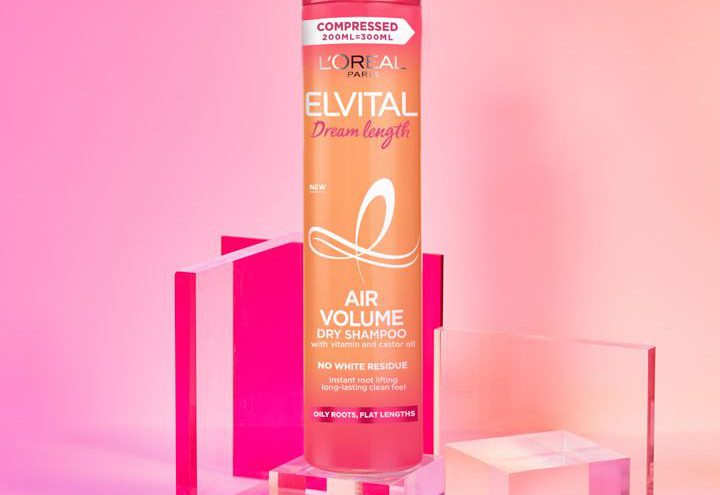 COMPRESSED
200ML=300ML
L'ORÉAL
PARIS
ELVITAL
Dream length
NEW
AIR
VOLUME
DRY SHAMPOO
with vitamin and castor oil
NO WHITE RESIDUE
instant root lifting
long-lasting clean feel
OILY ROOTS, FLAT LENGTHS